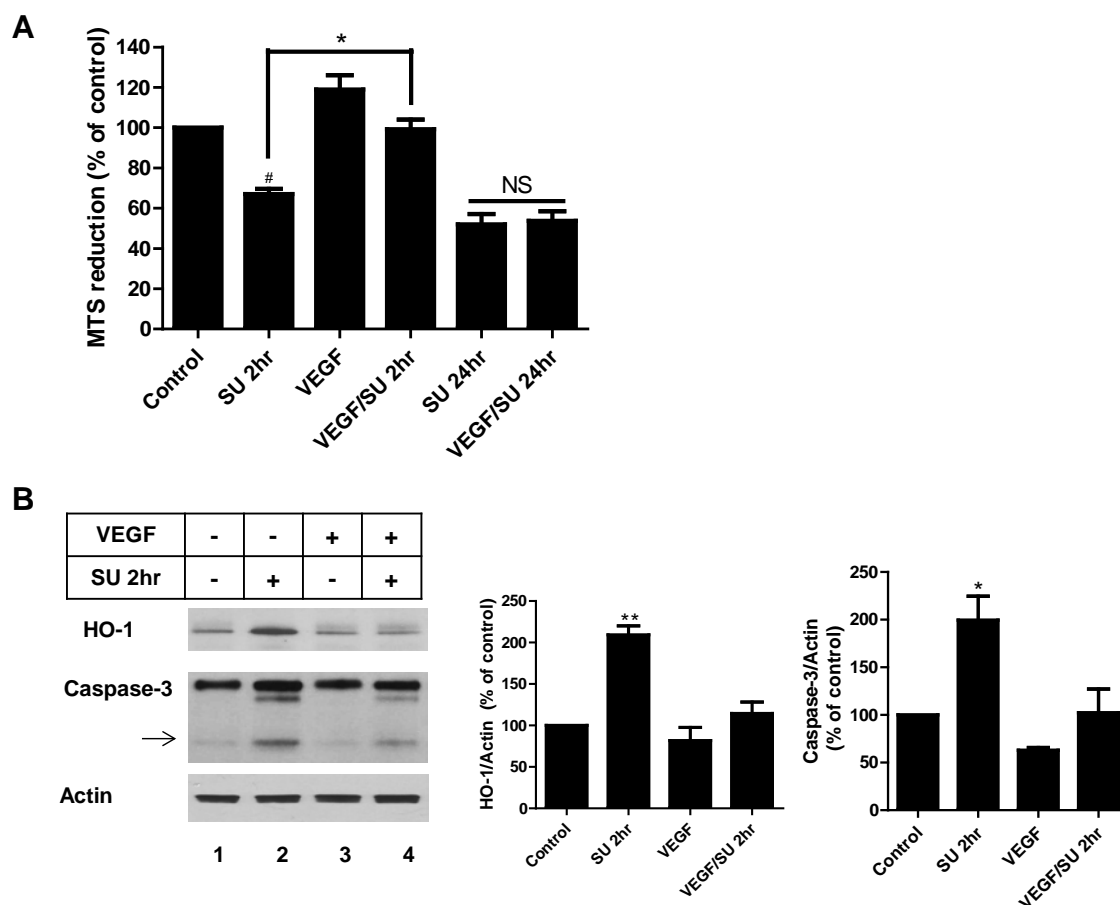 A
MTS reduction (% of control)
140
120
100
80
60
40
20
0
*
#
NS
Control
SU 2hr
VEGF
VEGF/SU 2hr
SU 24hr
VEGF/SU 24hr
B
VEGF - - + +
SU 2hr - + - +
HO-1
Caspase-3
Actin
1 2 3 4
HO-1/Actin (% of control)
250
200
150
100
50
0
**
Control
SU 2hr
VEGF
VEGF/SU 2hr
Caspase-3/Actin
(% of control)
250
200
150
100
50
0
*
Control
SU 2hr
VEGF
VEGF/SU 2hr